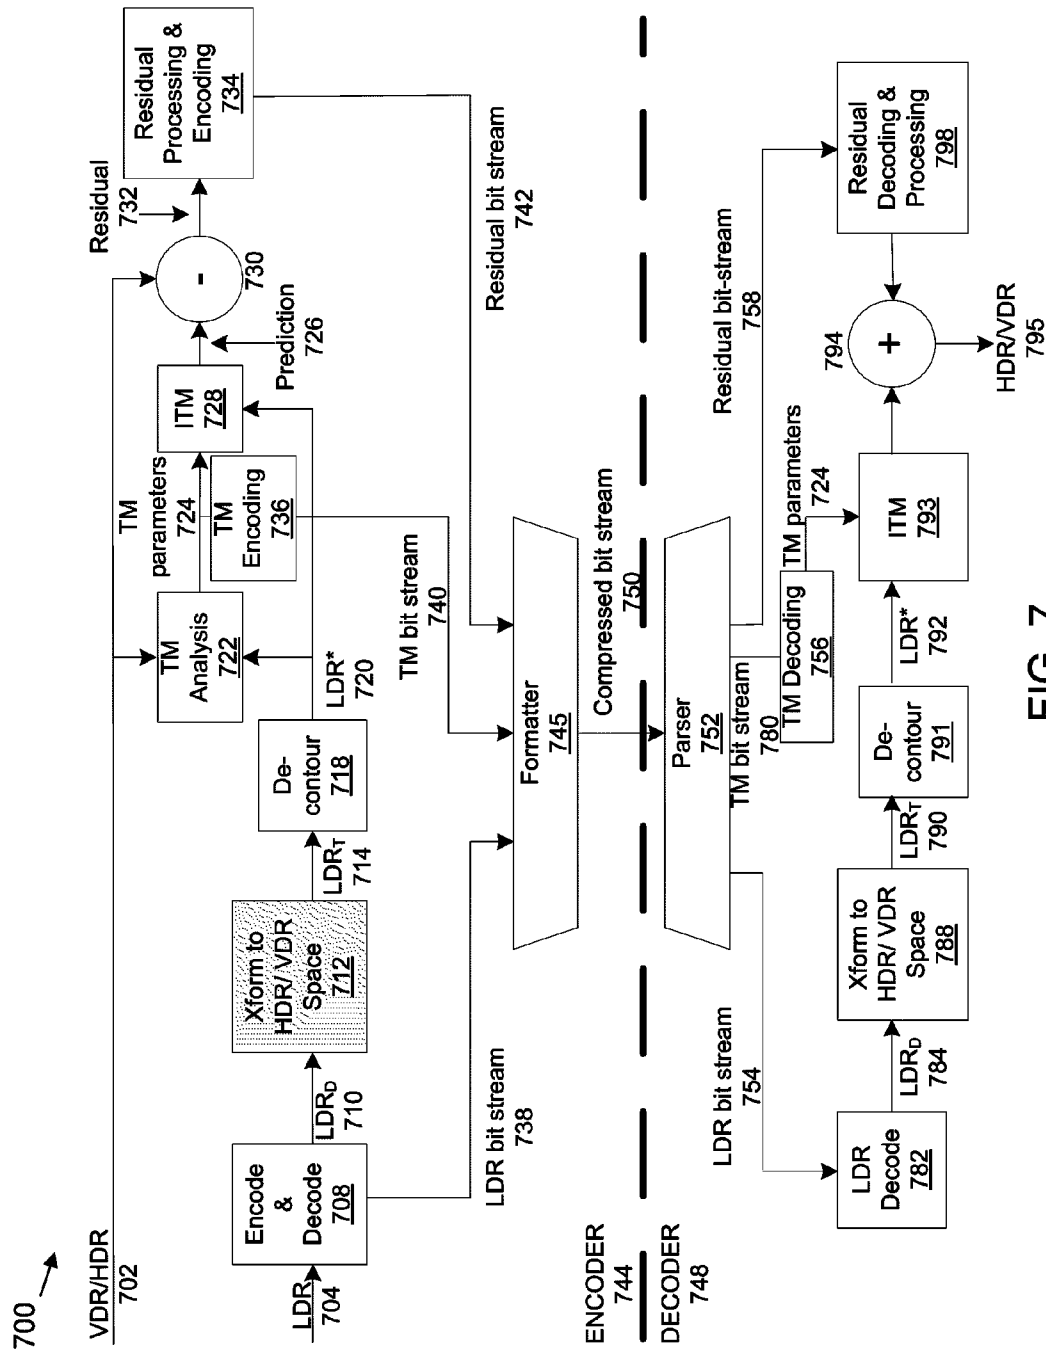 700
VDR/HDR
702
LDR
704
Encode
&
Decode
708
LDRD
710
Xform to
HDR/ VDR
Space
712
LDRT
714
De-
contour
718
LDR*
720
TM
Analysis
722
TM
parameters
724
TM
Encoding
736
ITM
728
Prediction
726
-
730
Residual
732
Residual
Processing &
Encoding
734
LDR bit stream
738
TM bit stream
740
Residual bit stream
742
Formatter
745
Compressed bit stream
750
ENCODER
744
DECODER
748
Parser
752
LDR bit stream
754
TM bit stream
780
TM Decoding
756
TM parameters
724
Residual bit-stream
758
LDR
Decode
782
LDRD
784
Xform to
HDR/ VDR
Space
788
LDRT
790
De-
contour
791
LDR*
792
ITM
793
794
+
HDR/VDR
795
Residual
Decoding &
Processing
798
FIG. 7